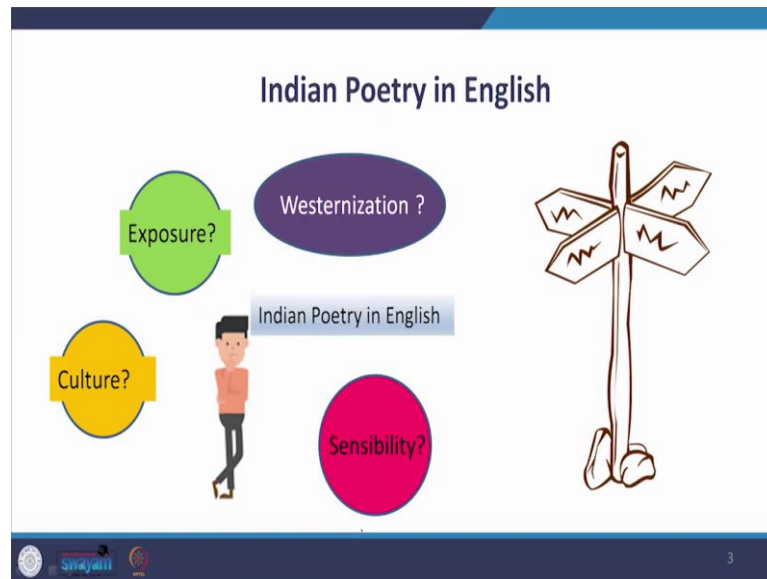 Indian Poetry in English
Westernization ?
Exposure?
Indian Poetry in English
Culture?
Sensibility?
swayam
3